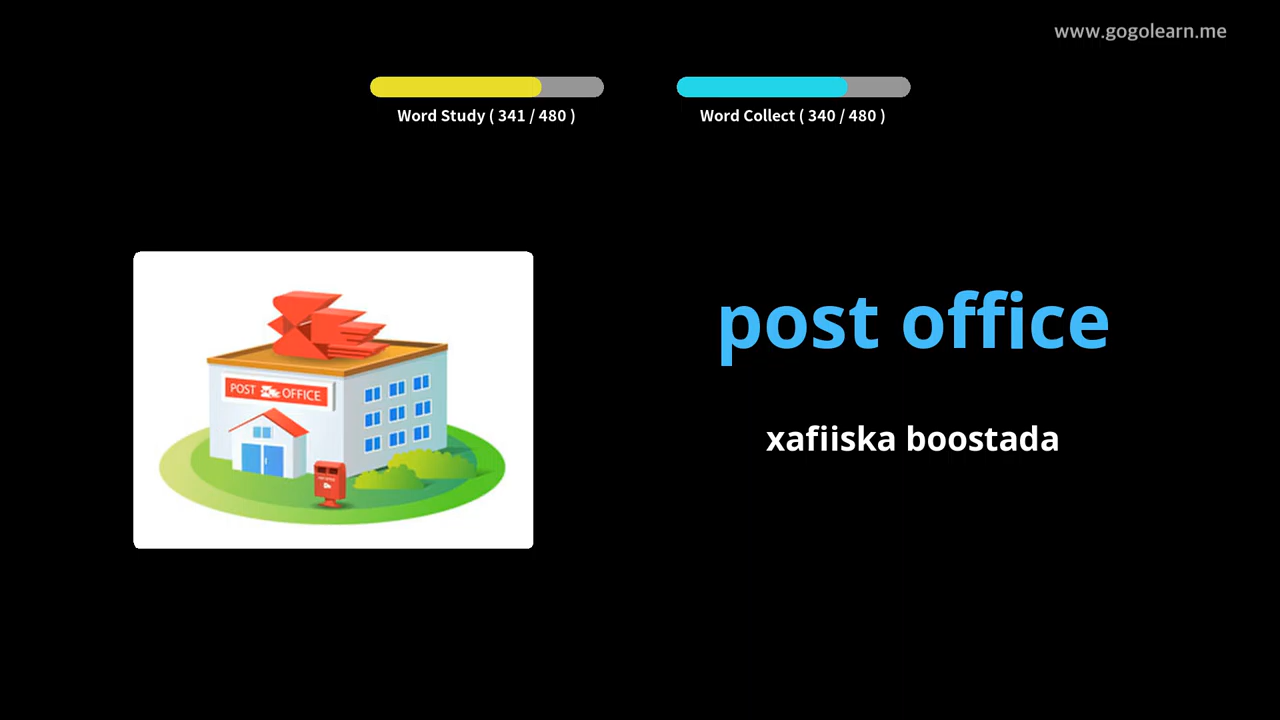 www.gogolearn.me
Word Study ( 341 / 480 )
Word Collect ( 340 / 480 )
post office
POST OFFICE
xafiiska boostada